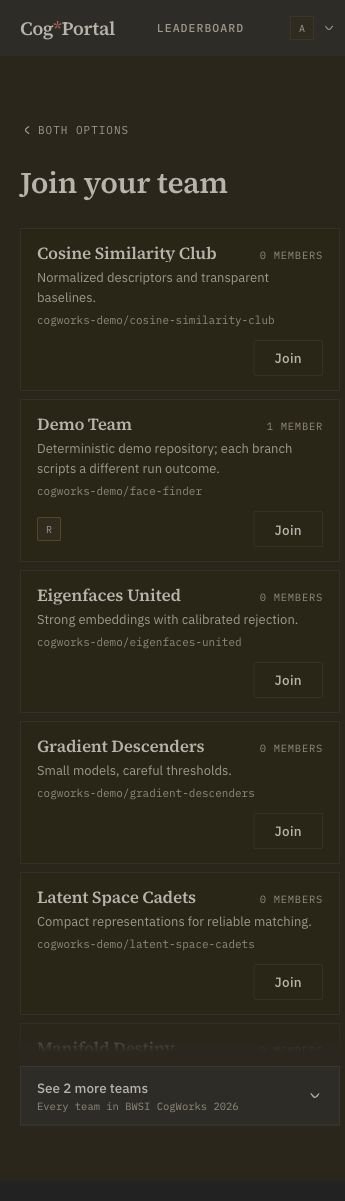 Cog*Portal LEADERBOARD A
BOTH OPTIONS
Join your team
Cosine Similarity Club 0 MEMBERS
Normalized descriptors and transparent
baselines.
cogworks-demo/cosine-similarity-club
Join
Demo Team 1 MEMBER
Deterministic demo repository; each branch
scripts a different run outcome.
cogworks-demo/face-finder
R Join
Eigenfaces United 0 MEMBERS
Strong embeddings with calibrated rejection.
cogworks-demo/eigenfaces-united
Join
Gradient Descenders 0 MEMBERS
Small models, careful thresholds.
cogworks-demo/gradient-descenders
Join
Latent Space Cadets 0 MEMBERS
Compact representations for reliable matching.
cogworks-demo/latent-space-cadets
Join
Manifold Destiny 0 MEMBERS
See 2 more teams
Every team in BWSI CogWorks 2026